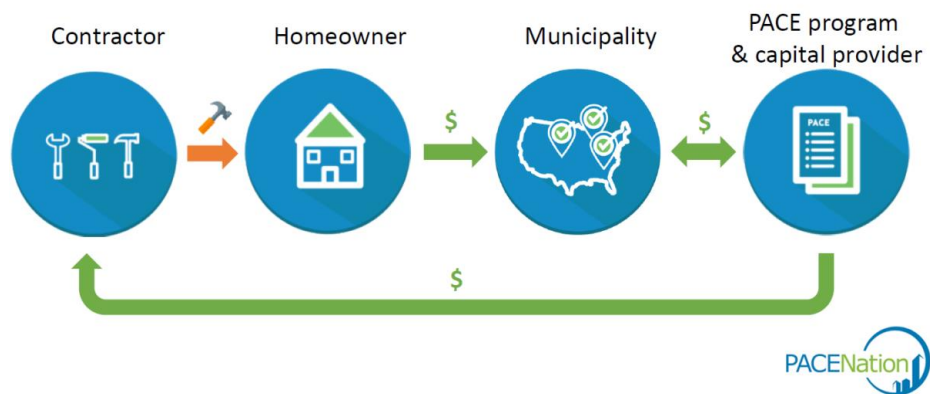 Contractor
Homeowner
Municipality
PACE program
& capital provider
$
$
PACE
$
PACENation